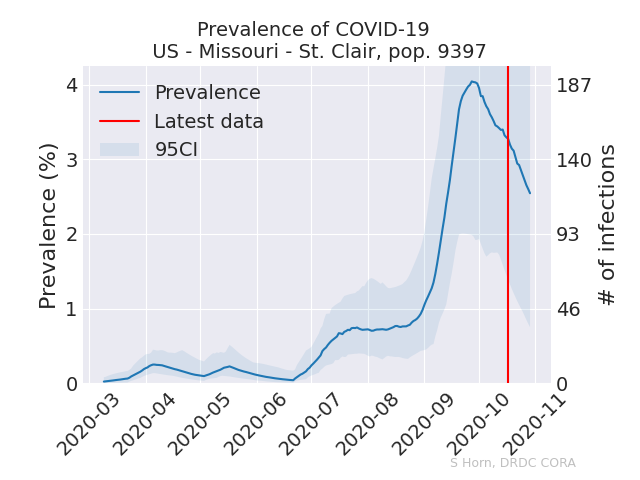 Prevalence of COVID-19
US - Missouri - St. Clair, pop. 9397
Prevalence
Latest data
95CI
Prevalence (%)
4
3
2
1
0
187
140
93
46
0
# of infections
2020-03
2020-04
2020-05
2020-06
2020-07
2020-08
2020-09
2020-10
2020-11
S Horn, DRDC CORA